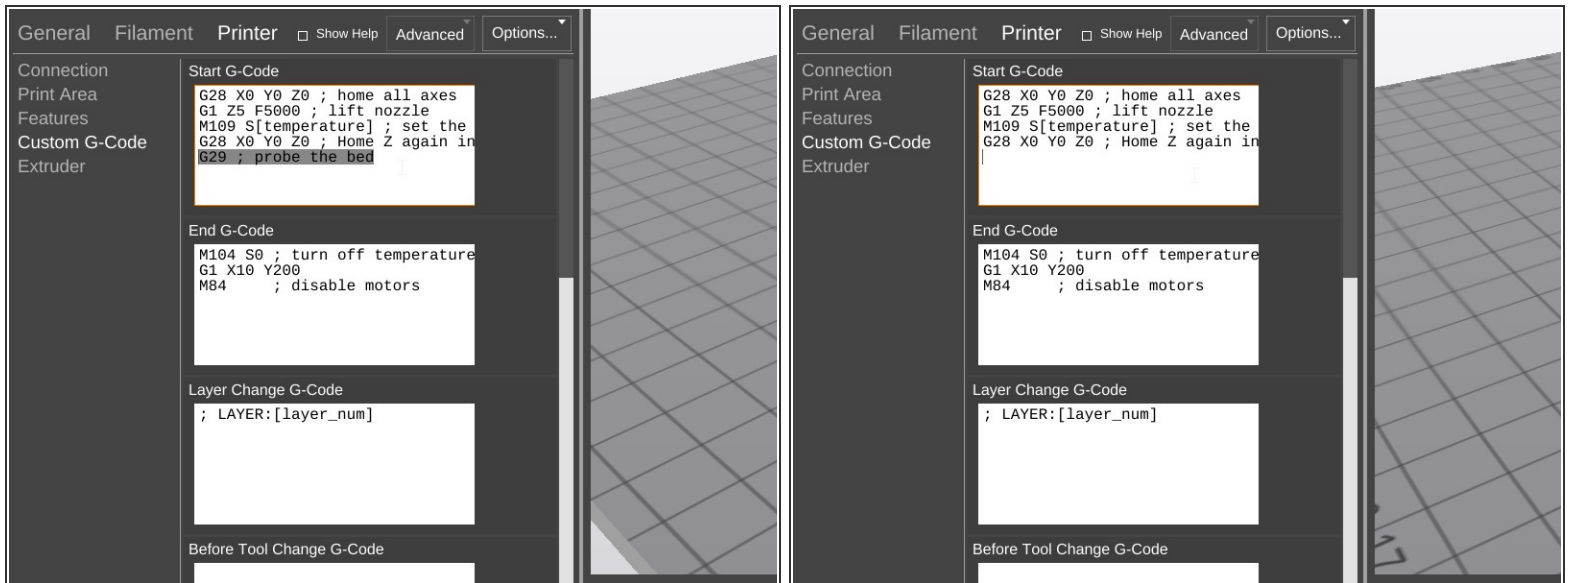 General Filament Printer Show Help Advanced Options...
Connection
Print Area
Features
Custom G-Code
Extruder
Start G-Code
G28 X0 Y0 Z0 ; home all axes
G1 Z5 F5000 ; lift nozzle
M109 S[temperature] ; set the
G28 X0 Y0 Z0 ; Home Z again in
G29 ; probe the bed
End G-Code
M104 S0 ; turn off temperature
G1 X10 Y200
M84     ; disable motors
Layer Change G-Code
; LAYER:[layer_num]
Before Tool Change G-Code
General Filament Printer Show Help Advanced Options...
Connection
Print Area
Features
Custom G-Code
Extruder
Start G-Code
G28 X0 Y0 Z0 ; home all axes
G1 Z5 F5000 ; lift nozzle
M109 S[temperature] ; set the
G28 X0 Y0 Z0 ; Home Z again in
End G-Code
M104 S0 ; turn off temperature
G1 X10 Y200
M84     ; disable motors
Layer Change G-Code
; LAYER:[layer_num]
Before Tool Change G-Code